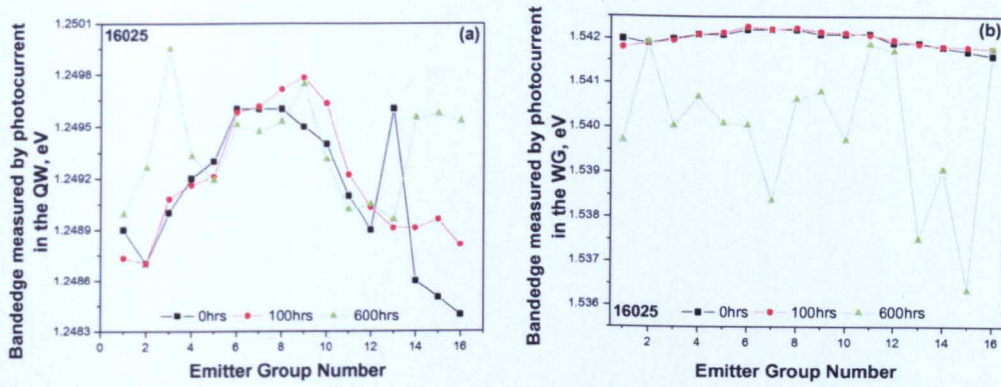 Bandedge measured by photocurrent
in the QW, eV
16025
(a)
1.2501
1.2498
1.2495
1.2492
1.2489
1.2486
1.2483
0hrs 100hrs 600hrs
0 2 4 6 8 10 12 14 16
Emitter Group Number
Bandedge measured by photocurrent
in the WG, eV
(b)
1.542
1.541
1.540
1.539
1.538
1.537
1.536
16025
0hrs 100hrs 600hrs
2 4 6 8 10 12 14 16
Emitter Group Number